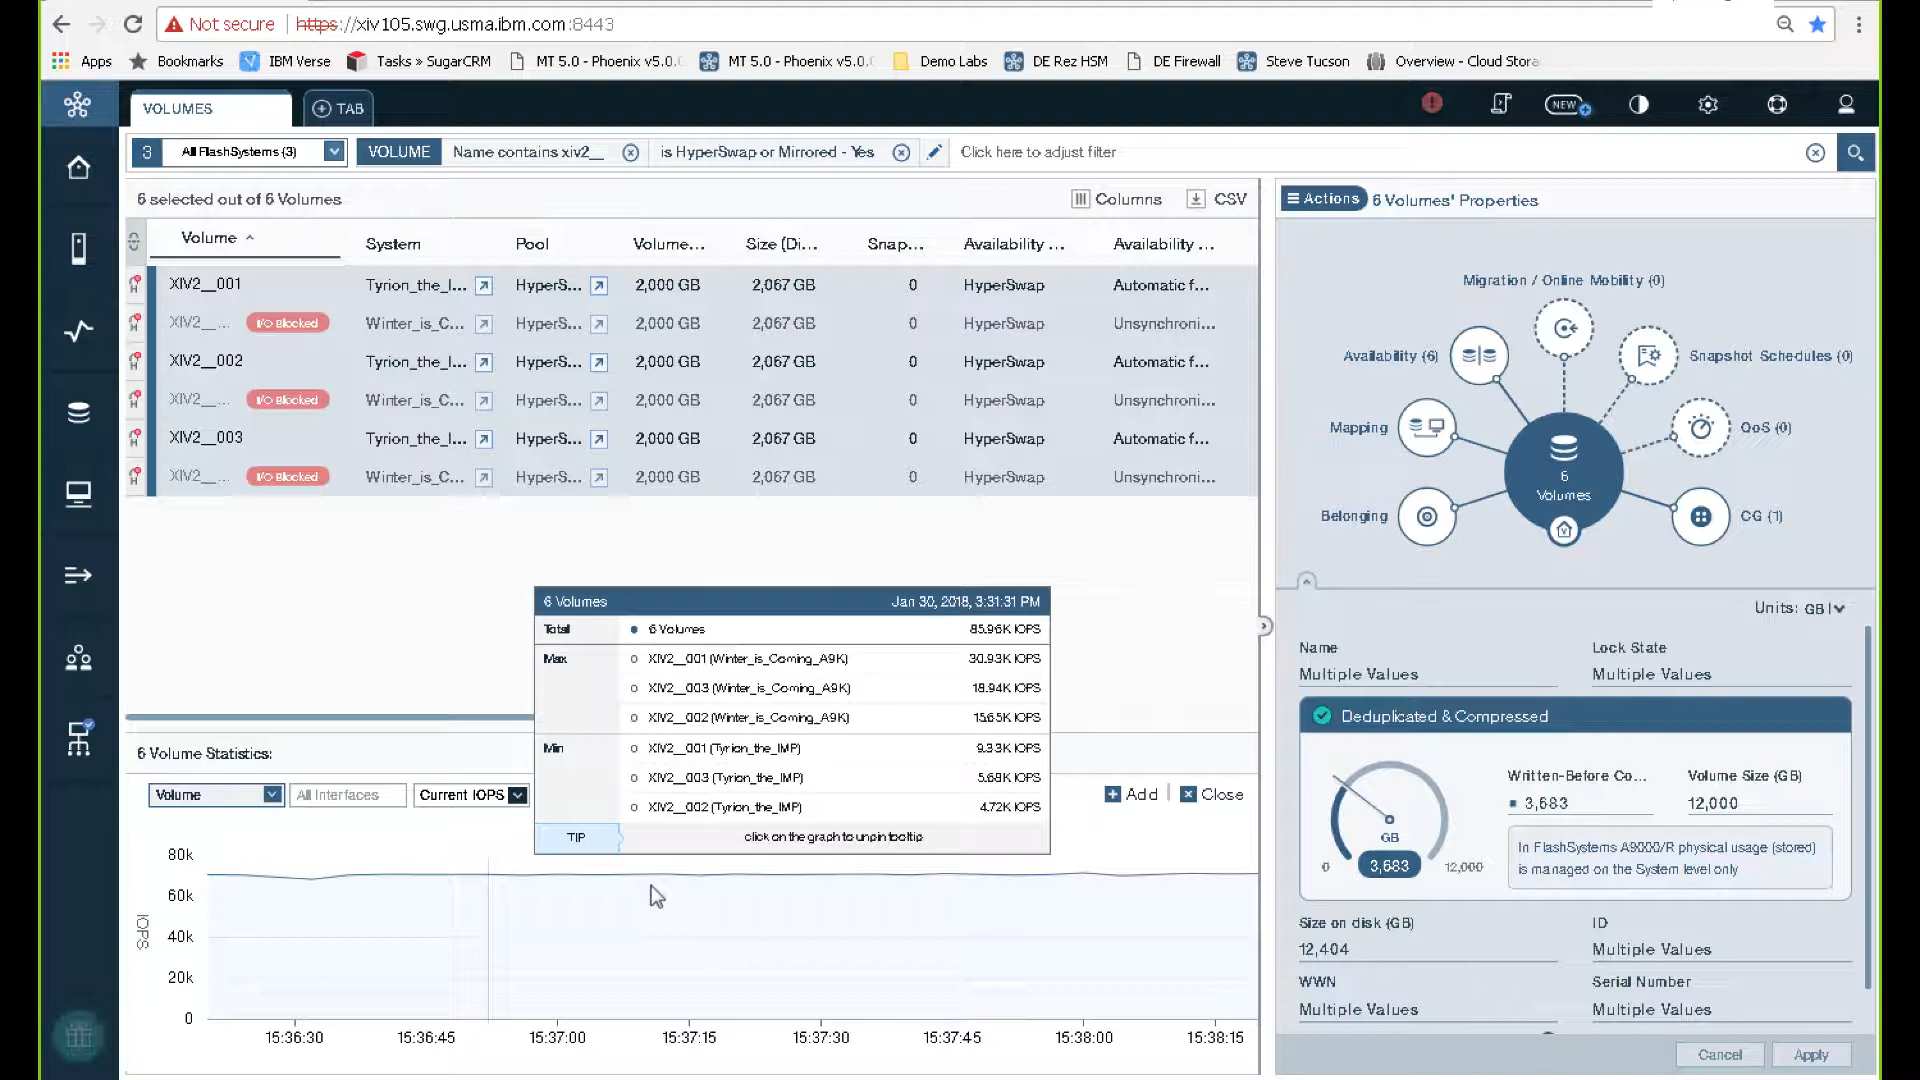 Not secure
https://xiv105.swg.usma.ibm.com:8443
Apps
Bookmarks
IBM Verse
Tasks » SugarCRM
MT 5.0 - Phoenix v5.0.
MT 5.0 - Phoenix v5.0.
Demo Labs
DE Rez HSM
DE Firewall
Steve Tucson
Overview - Cloud Stora
VOLUMES
TAB
NEW
3
All FlashSystems (3)
VOLUME
Name contains xiv2__
is HyperSwap or Mirrored - Yes
Click here to adjust filter
6 selected out of 6 Volumes
Columns
CSV
Volume System Pool Volume... Size (Di... Snap... Availability ... Availability ...
XIV2__001 Tyrion_the_I... HyperS... 2,000 GB 2,067 GB 0 HyperSwap Automatic f...
XIV2__... I/O Blocked Winter_is_C... HyperS... 2,000 GB 2,067 GB 0 HyperSwap Unsynchroni...
XIV2__002 Tyrion_the_I... HyperS... 2,000 GB 2,067 GB 0 HyperSwap Automatic f...
XIV2__... I/O Blocked Winter_is_C... HyperS... 2,000 GB 2,067 GB 0 HyperSwap Unsynchroni...
XIV2__003 Tyrion_the_I... HyperS... 2,000 GB 2,067 GB 0 HyperSwap Automatic f...
XIV2__... I/O Blocked Winter_is_C... HyperS... 2,000 GB 2,067 GB 0 HyperSwap Unsynchroni...
6 Volumes Jan 30, 2018, 3:31:31 PM
Total 6 Volumes 85.96K IOPS
Max XIV2__001 (Winter_is_Coming_A9K) 30.93K IOPS
XIV2__003 (Winter_is_Coming_A9K) 18.94K IOPS
XIV2__002 (Winter_is_Coming_A9K) 15.65K IOPS
Min XIV2__001 (Tyrion_the_IMP) 9.33K IOPS
XIV2__003 (Tyrion_the_IMP) 5.68K IOPS
XIV2__002 (Tyrion_the_IMP) 4.72K IOPS
TIP click on the graph to unpin tooltip
6 Volume Statistics:
Volume
All Interfaces
Current IOPS
Add
Close
IOPS
80k
60k
40k
20k
0
15:36:30 15:36:45 15:37:00 15:37:15 15:37:30 15:37:45 15:38:00 15:38:15
Actions
6 Volumes' Properties
Migration / Online Mobility (0)
Availability (6)
Snapshot Schedules (0)
Mapping
QoS (0)
6
Volumes
Belonging
CG (1)
Units: GB
Name Lock State
Multiple Values Multiple Values
Deduplicated & Compressed
Written-Before Co... Volume Size (GB)
3,683 12,000
GB
0
3,683
12,000
In FlashSystems A9000/R physical usage (stored)
is managed on the System level only
Size on disk (GB) ID
12,404 Multiple Values
WWN Serial Number
Multiple Values Multiple Values
Cancel
Apply